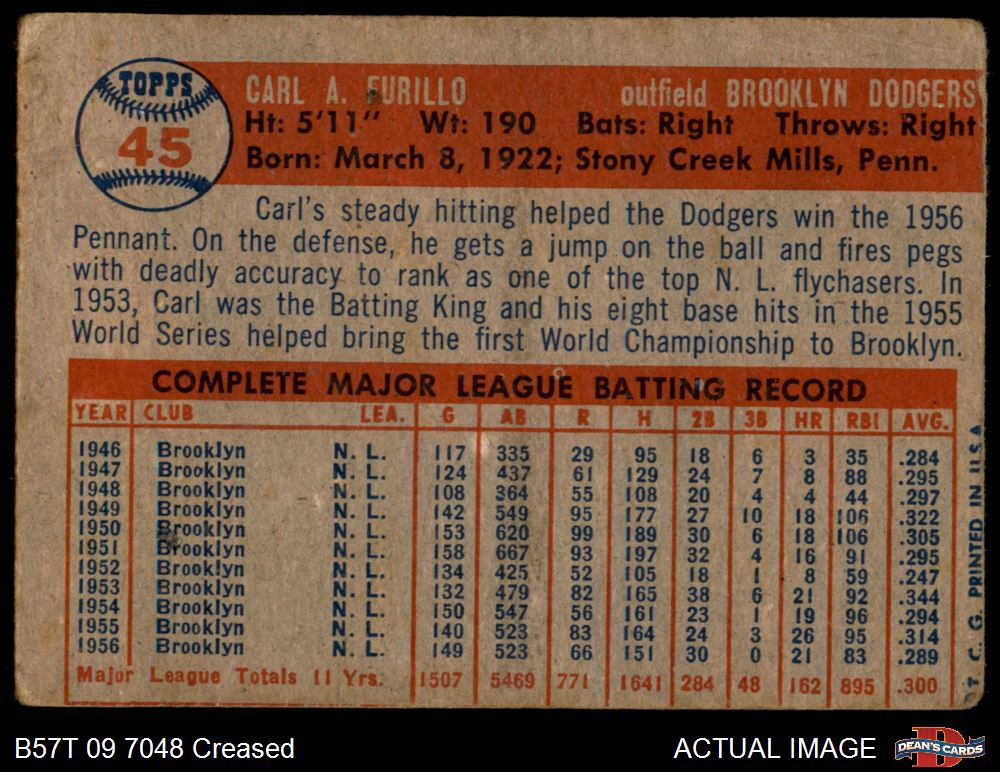 TOPPS
45
CARL A. FURILLO outfield BROOKLYN DODGERS
Ht: 5'11" Wt: 190 Bats: Right Throws: Right
Born: March 8, 1922; Stony Creek Mills, Penn.
Carl's steady hitting helped the Dodgers win the 1956
Pennant. On the defense, he gets a jump on the ball and fires pegs
with deadly accuracy to rank as one of the top N. L. flychasers. In
1953, Carl was the Batting King and his eight base hits in the 1955
World Series helped bring the first World Championship to Brooklyn.
COMPLETE MAJOR LEAGUE BATTING RECORD
YEAR CLUB LEA. G AB R H 2B 3B HR RBI AVG.
1946 Brooklyn N. L. 117 335 29 95 18 6 3 35 .284
1947 Brooklyn N. L. 124 437 61 129 24 7 8 88 .295
1948 Brooklyn N. L. 108 364 55 108 20 4 4 44 .297
1949 Brooklyn N. L. 142 549 95 177 27 10 18 106 .322
1950 Brooklyn N. L. 153 620 99 189 30 6 18 106 .305
1951 Brooklyn N. L. 158 667 93 197 32 4 16 91 .295
1952 Brooklyn N. L. 134 425 52 105 18 1 8 59 .247
1953 Brooklyn N. L. 132 479 82 165 38 6 21 92 .344
1954 Brooklyn N. L. 150 547 56 161 23 1 19 96 .294
1955 Brooklyn N. L. 140 523 83 164 24 3 26 95 .314
1956 Brooklyn N. L. 149 523 66 151 30 0 21 83 .289
Major League Totals 11 Yrs. 1507 5469 771 1641 284 48 162 895 .300
T. C. G. PRINTED IN U.S.A
B57T 09 7048 Creased ACTUAL IMAGE
DEAN'S CARDS